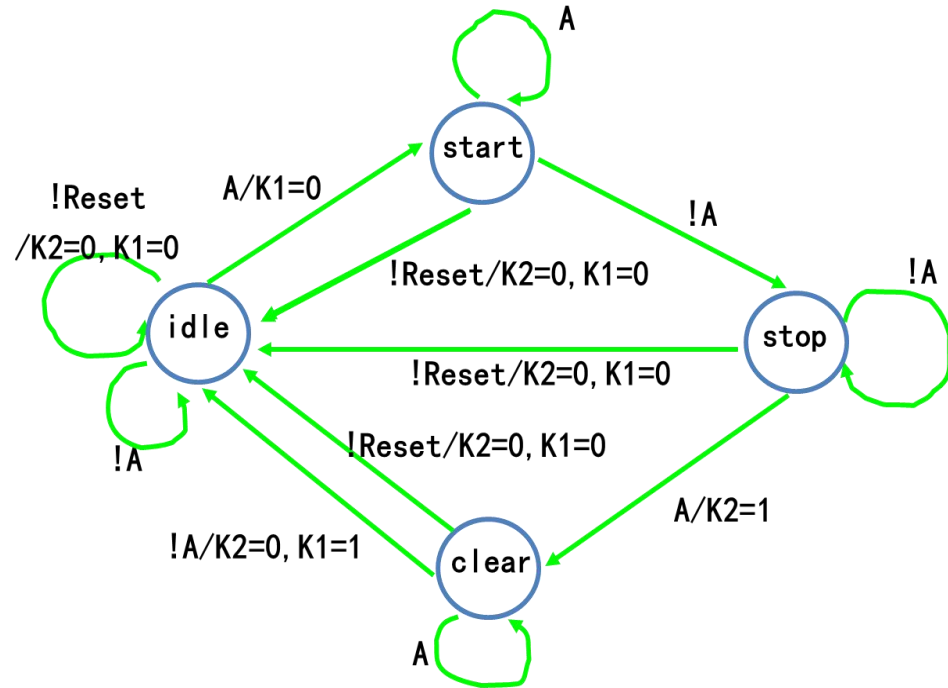 A
start
A/K1=0
!Reset
/K2=0,K1=0
!A
!Reset/K2=0,K1=0
!A
idle
stop
!Reset/K2=0,K1=0
!Reset/K2=0,K1=0
!A
A/K2=1
!A/K2=0,K1=1
clear
A